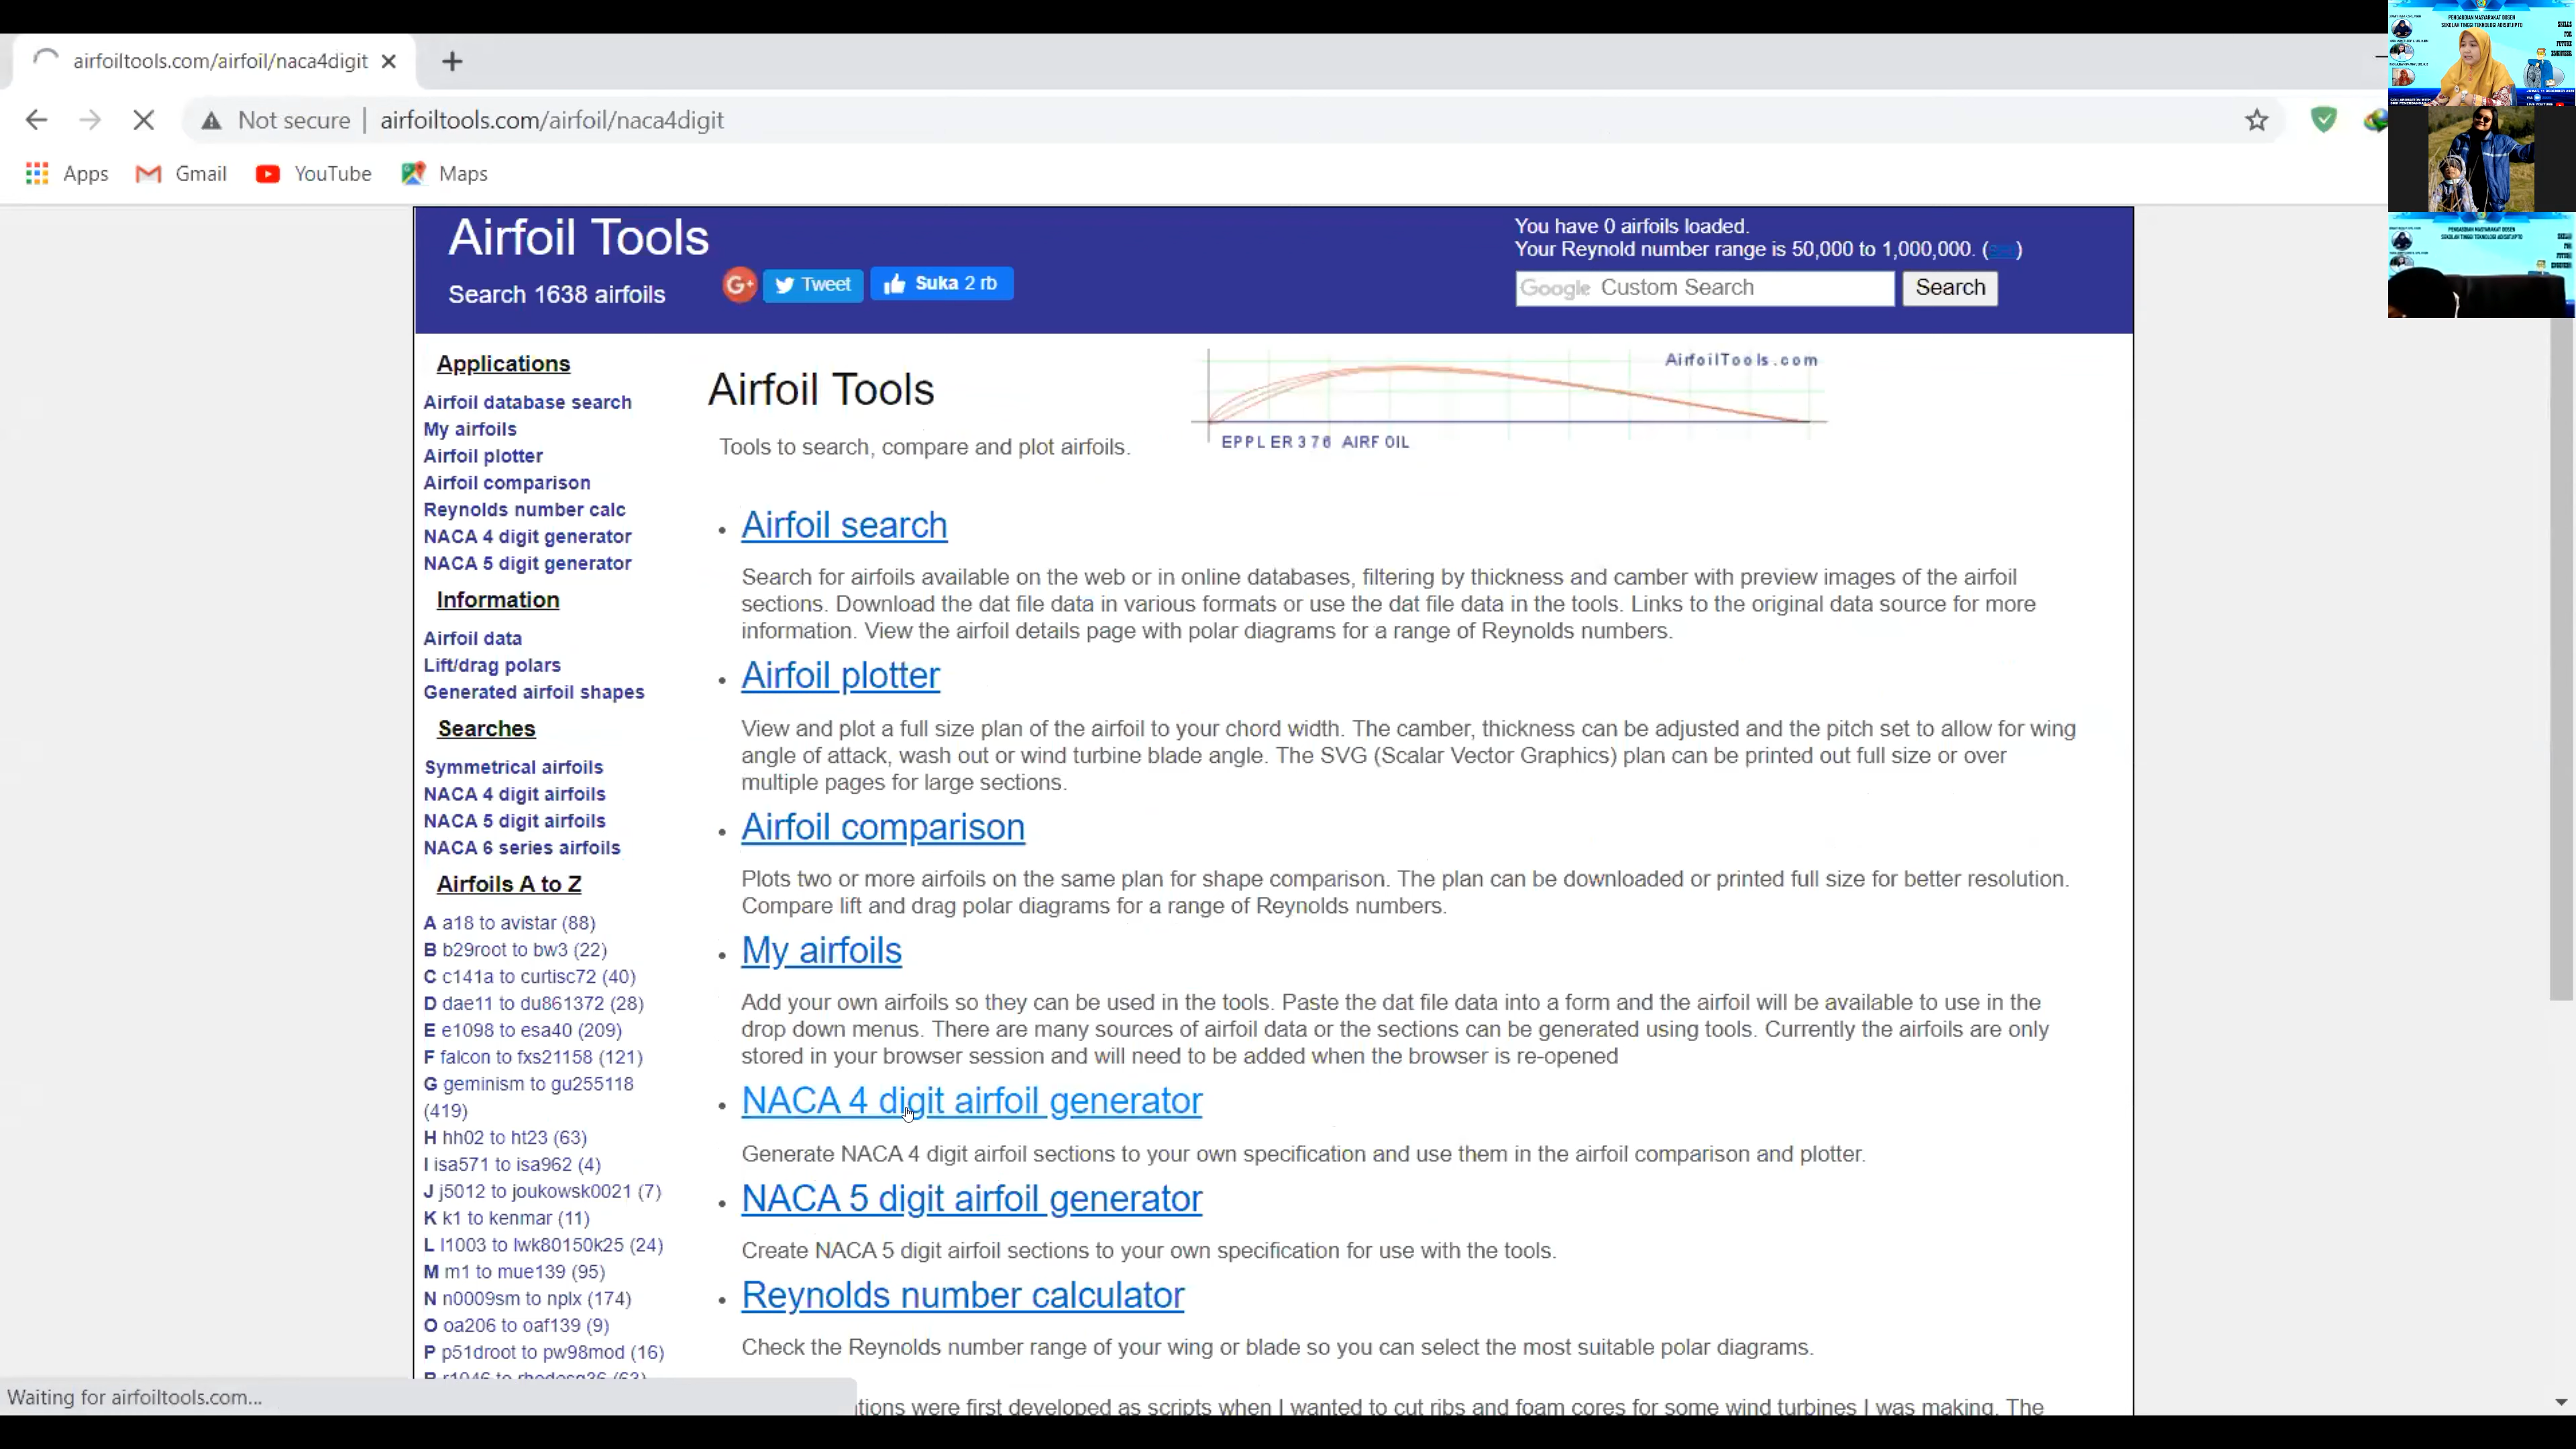 airfoiltools.com/airfoil/naca4digit
Not secure | airfoiltools.com/airfoil/naca4digit
Apps Gmail YouTube Maps
Airfoil Tools
Search 1638 airfoils
G+ Tweet Suka 2 rb
You have 0 airfoils loaded.
Your Reynold number range is 50,000 to 1,000,000. ( )
Google Custom Search Search
Applications
Airfoil database search
My airfoils
Airfoil plotter
Airfoil comparison
Reynolds number calc
NACA 4 digit generator
NACA 5 digit generator
Information
Airfoil data
Lift/drag polars
Generated airfoil shapes
Searches
Symmetrical airfoils
NACA 4 digit airfoils
NACA 5 digit airfoils
NACA 6 series airfoils
Airfoils A to Z
A a18 to avistar (88)
B b29root to bw3 (22)
C c141a to curtisc72 (40)
D dae11 to du861372 (28)
E e1098 to esa40 (209)
F falcon to fxs21158 (121)
G geminism to gu255118
(419)
H hh02 to ht23 (63)
I isa571 to isa962 (4)
J j5012 to joukowsk0021 (7)
K k1 to kenmar (11)
L l1003 to lwk80150k25 (24)
M m1 to mue139 (95)
N n0009sm to nplx (174)
O oa206 to oaf139 (9)
P p51droot to pw98mod (16)
R r1046 to rhodesg36 (63)
Airfoil Tools
Tools to search, compare and plot airfoils.
AirfoilTools.com
EPPLER 376 AIRFOIL
Airfoil search
Search for airfoils available on the web or in online databases, filtering by thickness and camber with preview images of the airfoil
sections. Download the dat file data in various formats or use the dat file data in the tools. Links to the original data source for more
information. View the airfoil details page with polar diagrams for a range of Reynolds numbers.
Airfoil plotter
View and plot a full size plan of the airfoil to your chord width. The camber, thickness can be adjusted and the pitch set to allow for wing
angle of attack, wash out or wind turbine blade angle. The SVG (Scalar Vector Graphics) plan can be printed out full size or over
multiple pages for large sections.
Airfoil comparison
Plots two or more airfoils on the same plan for shape comparison. The plan can be downloaded or printed full size for better resolution.
Compare lift and drag polar diagrams for a range of Reynolds numbers.
My airfoils
Add your own airfoils so they can be used in the tools. Paste the dat file data into a form and the airfoil will be available to use in the
drop down menus. There are many sources of airfoil data or the sections can be generated using tools. Currently the airfoils are only
stored in your browser session and will need to be added when the browser is re-opened
NACA 4 digit airfoil generator
Generate NACA 4 digit airfoil sections to your own specification and use them in the airfoil comparison and plotter.
NACA 5 digit airfoil generator
Create NACA 5 digit airfoil sections to your own specification for use with the tools.
Reynolds number calculator
Check the Reynolds number range of your wing or blade so you can select the most suitable polar diagrams.
were first developed as scripts when I wanted to cut ribs and foam cores for some wind turbines I was making. The
Waiting for airfoiltools.com...
PENGABDIAN MASYARAKAT DOSEN
SEKOLAH TINGGI TEKNOLOGI ADISUTJIPTO
SKILLS
FOR
FUTURE
ENGINEER
PENGABDIAN MASYARAKAT DOSEN
SEKOLAH TINGGI TEKNOLOGI ADISUTJIPTO